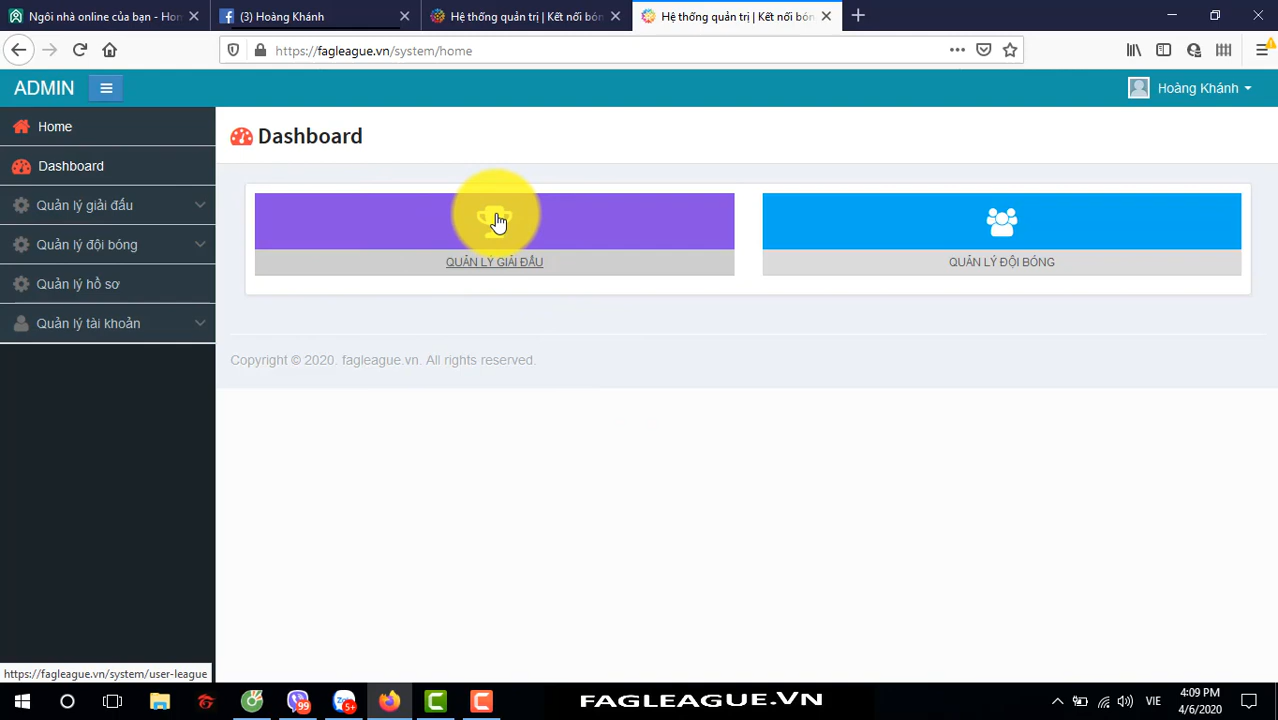 Ngôi nhà online của bạn - Hon
(3) Hoàng Khánh
Hệ thống quản trị | Kết nối bón
Hệ thống quản trị | Kết nối bón
https://fagleague.vn/system/home
ADMIN
Hoàng Khánh
Home
Dashboard
Quản lý giải đấu
Quản lý đội bóng
Quản lý hồ sơ
Quản lý tài khoản
Dashboard
QUẢN LÝ GIẢI ĐẤU
QUẢN LÝ ĐỘI BÓNG
Copyright © 2020. fagleague.vn. All rights reserved.
https://fagleague.vn/system/user-league
99
Zalo
5+
FAGLEAGUE.VN
VIE
4:09 PM
4/6/2020